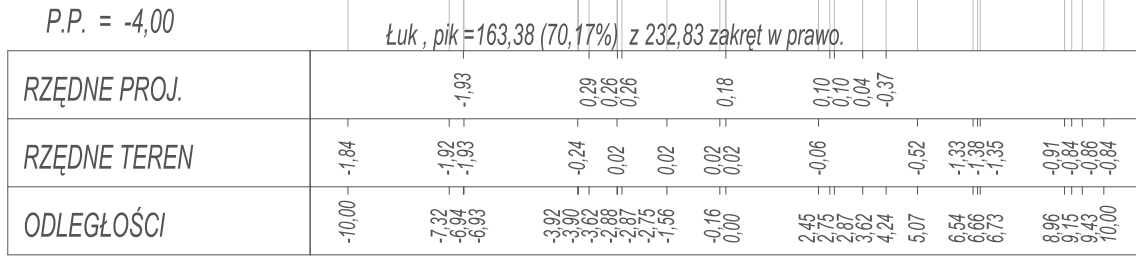 P.P. = -4,00
Łuk , pik =163,38 (70,17%) z 232,83 zakręt w prawo.
RZĘDNE PROJ. -1,93 0,29 0,26 0,26 0,18 0,10 0,10 0,04 -0,37
RZĘDNE TEREN -1,84 -1,92 -1,93 -0,24 0,02 0,02 0,02 0,02 -0,06 -0,52 -1,33 -1,38 -1,35 -0,91 -0,84 -0,86 -0,84
ODLEGŁOŚCI -10,00 -7,32 -6,94 -6,93 -3,92 -3,90 -3,62 -2,88 -2,87 -2,75 -1,56 -0,16 0,00 2,45 2,75 2,87 3,62 4,24 5,07 6,54 6,66 6,73 8,96 9,15 9,43 10,00